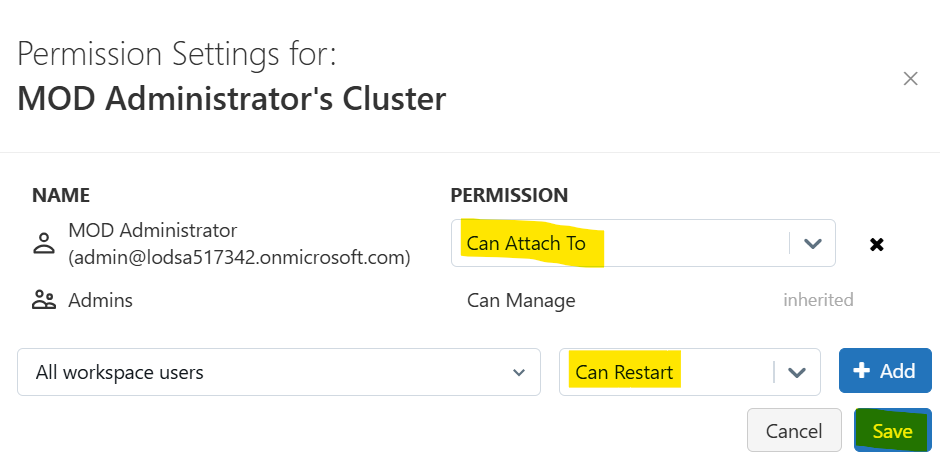 Permission Settings for:
MOD Administrator's Cluster
NAME PERMISSION
MOD Administrator
(admin@lodsa517342.onmicrosoft.com)
Can Attach To
Admins Can Manage inherited
All workspace users Can Restart Add
Cancel Save